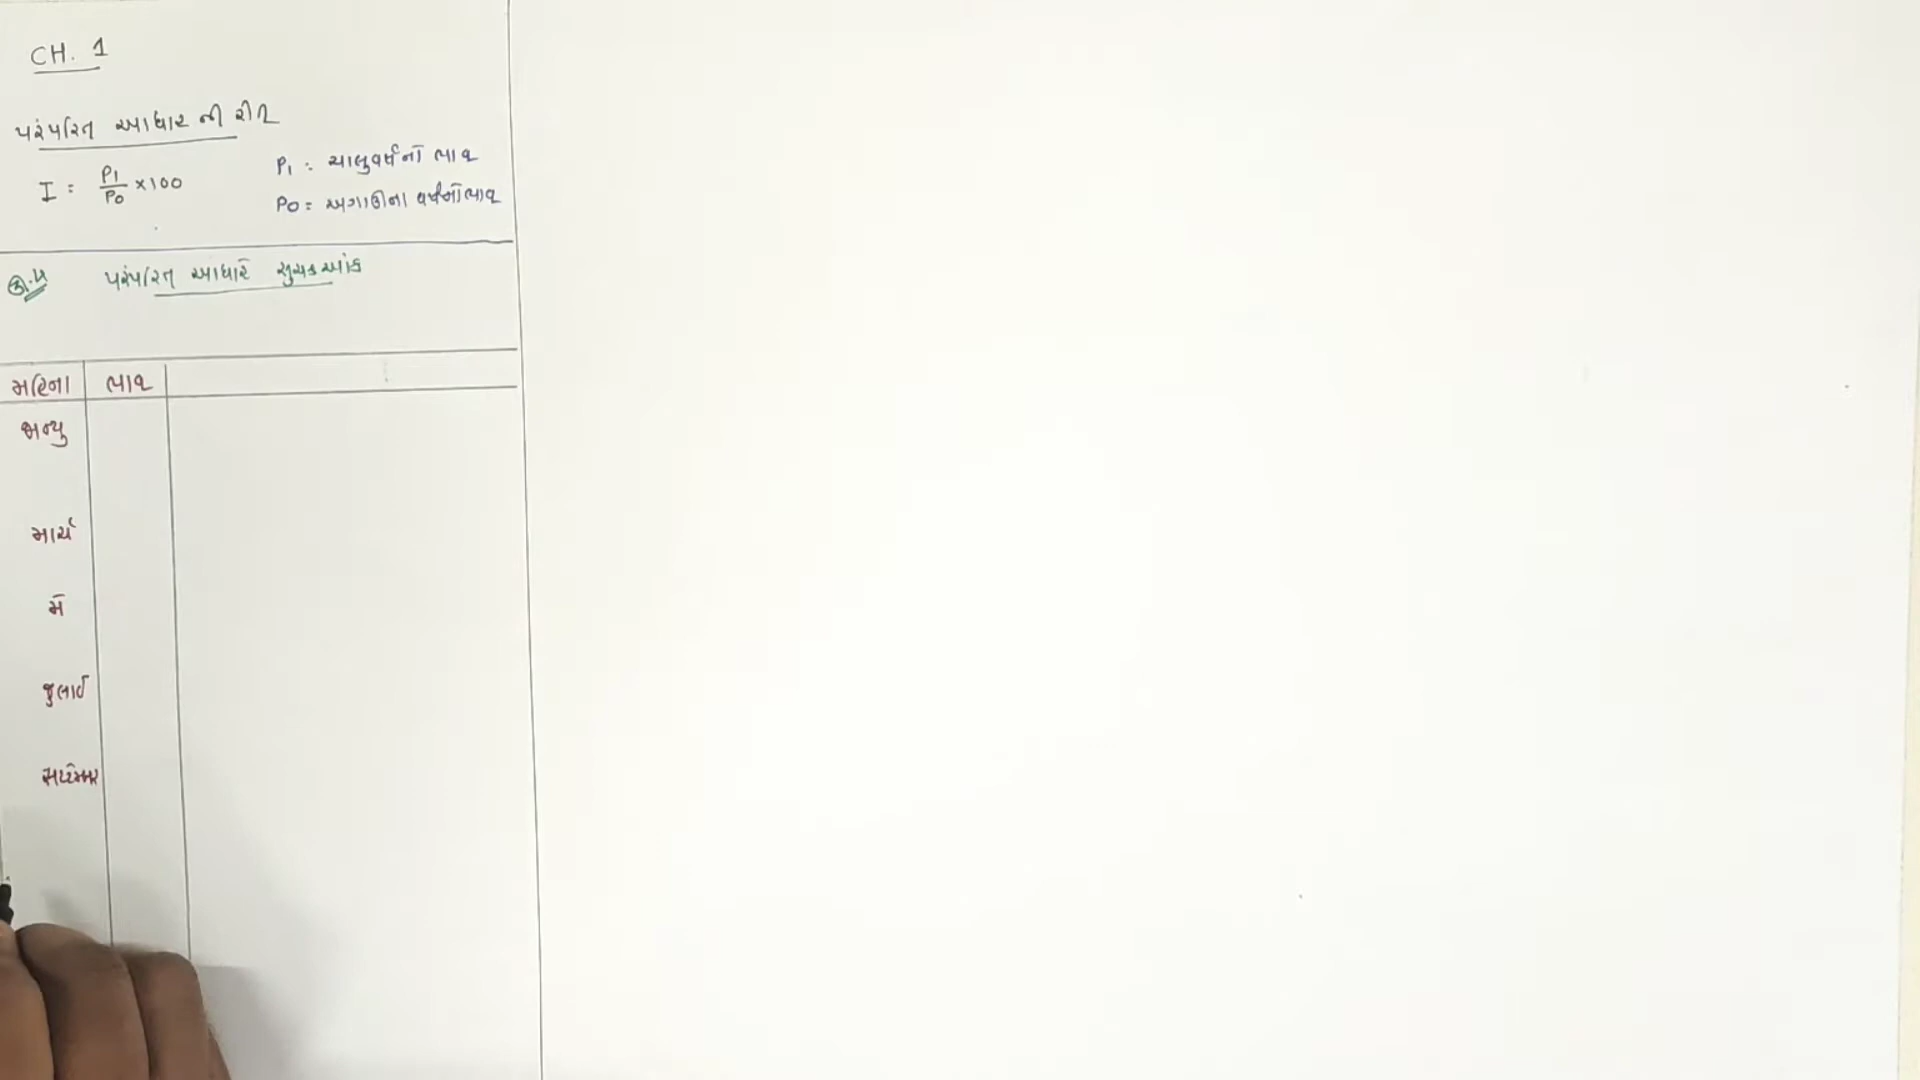 CH. 1
પરંપરિત આધાર ની રીત
I = P1/P0 × 100
P1 : ચાલુવર્ષનો ભાવ
P0 = અગાઉના વર્ષનો ભાવ
ઉ.પ પરંપરિત આધારે સુચકઆંક
મહિના ભાવ
જાન્યુ
માર્ચ
મે
જુલાઈ
સપ્ટેમ્બર